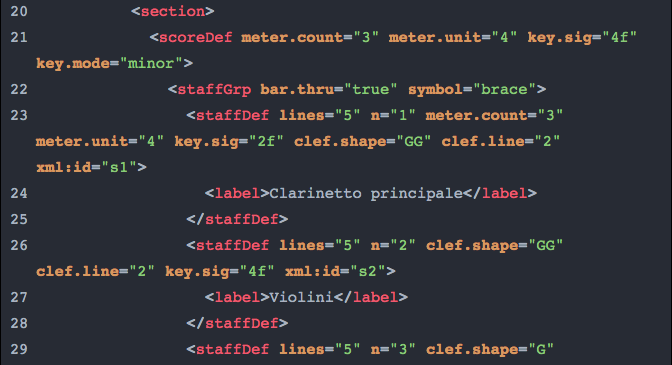 20 <section>
21 <scoreDef meter.count="3" meter.unit="4" key.sig="4f"
key.mode="minor">
22 <staffGrp bar.thru="true" symbol="brace">
23 <staffDef lines="5" n="1" meter.count="3"
meter.unit="4" key.sig="2f" clef.shape="GG" clef.line="2"
xml:id="s1">
24 <label>Clarinetto principale</label>
25 </staffDef>
26 <staffDef lines="5" n="2" clef.shape="GG"
clef.line="2" key.sig="4f" xml:id="s2">
27 <label>Violini</label>
28 </staffDef>
29 <staffDef lines="5" n="3" clef.shape="G"